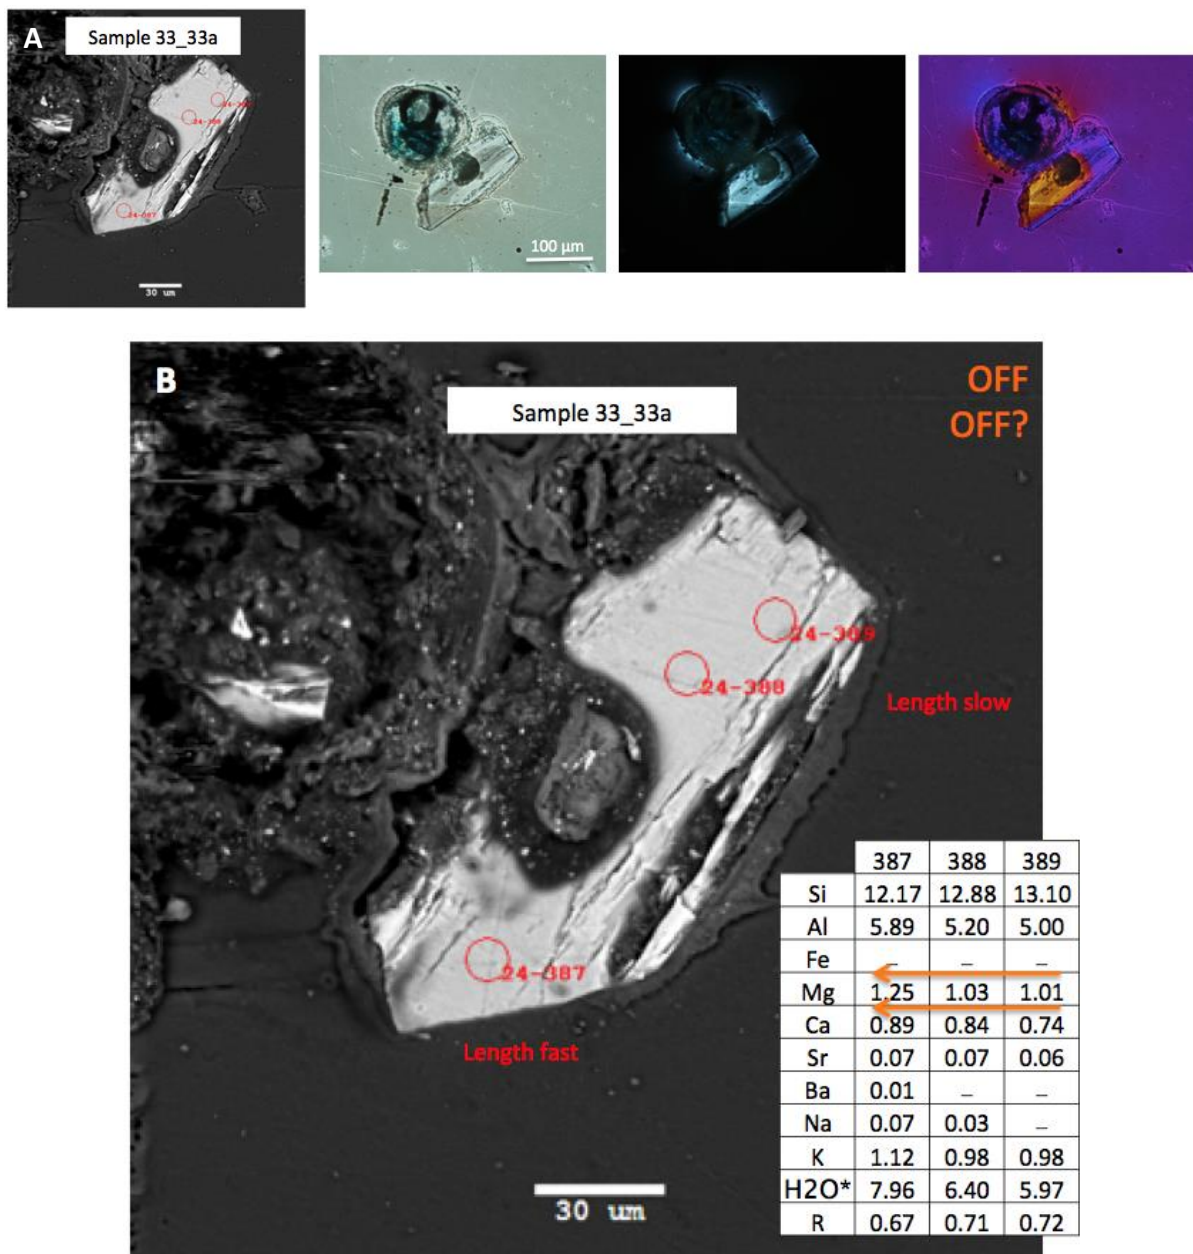 A
Sample 33_33a
24-388
24-387
30 um
100 µm
B
Sample 33_33a
OFF
OFF?
24-389
24-388
Length slow
24-387
Length fast
30 um
387 388 389
Si 12.17 12.88 13.10
Al 5.89 5.20 5.00
Fe – – –
Mg 1.25 1.03 1.01
Ca 0.89 0.84 0.74
Sr 0.07 0.07 0.06
Ba 0.01 – –
Na 0.07 0.03 –
K 1.12 0.98 0.98
H2O* 7.96 6.40 5.97
R 0.67 0.71 0.72